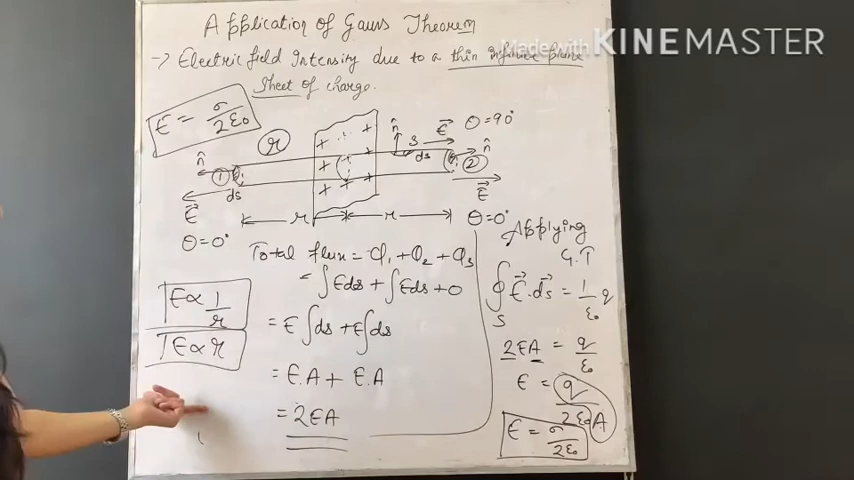 Made with KINEMASTER
Application of Gauss Theorem
→ Electric field Intensity due to a thin infinite plane
sheet of charge.
E = σ/2ε₀
r
+ + + + + + + + +
n̂ ① ds E⃗ θ=0°
n̂ S ds E⃗ θ=90°
② n̂ E⃗ θ=0°
r r
Total flux = φ₁ + φ₂ + φ₃
= ∫Eds + ∫Eds + 0
= E∫ds + E∫ds
= E.A + E.A
= 2EA
E ∝ 1/r
E ∝ r
Applying
G.T
∮ₛ E⃗.ds⃗ = 1/ε₀ q
2EA = q/ε₀
E = q/2ε₀A
E = σ/2ε₀